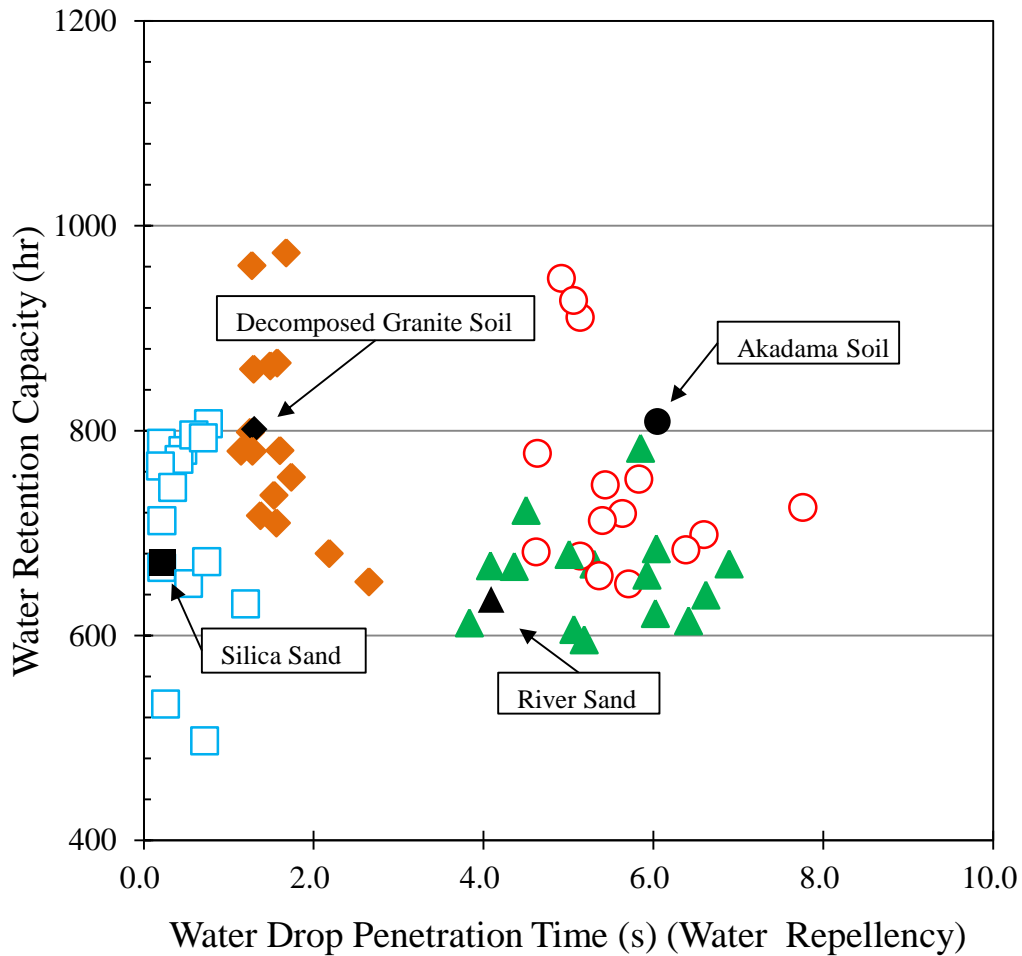 1200
1000
800
600
400
Water Retention Capacity (hr)
Decomposed Granite Soil
Akadama Soil
Silica Sand
River Sand
0.0 2.0 4.0 6.0 8.0 10.0
Water Drop Penetration Time (s) (Water Repellency)